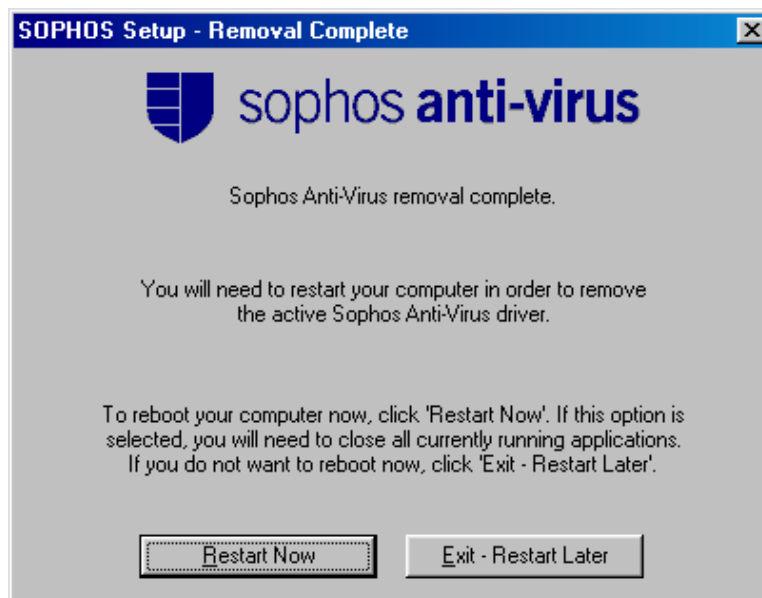 SOPHOS Setup - Removal Complete
sophos anti-virus
Sophos Anti-Virus removal complete.
You will need to restart your computer in order to remove
the active Sophos Anti-Virus driver.
To reboot your computer now, click 'Restart Now'. If this option is
selected, you will need to close all currently running applications.
If you do not want to reboot now, click 'Exit - Restart Later'.
Restart Now
Exit - Restart Later